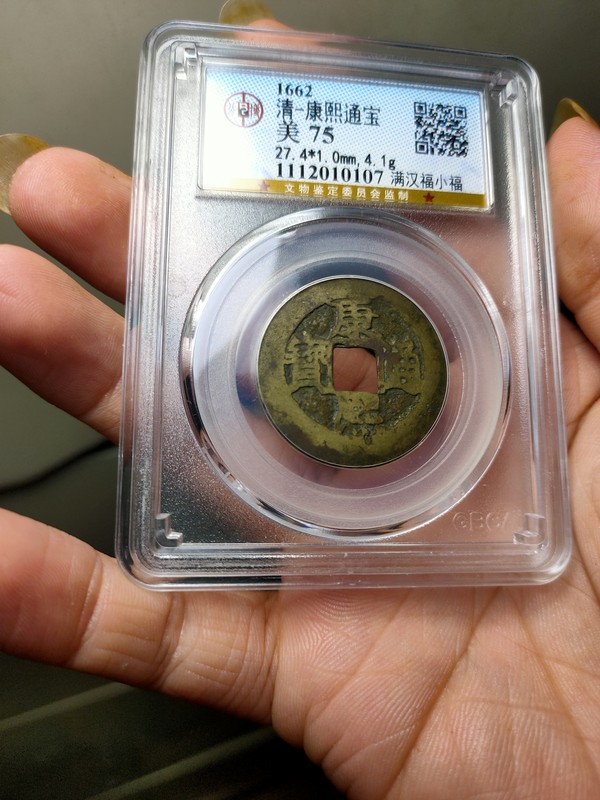 1662
清-康熙通宝
美 75
27.4*1.0mm, 4.1g
1112010107 满汉福小福
文物鉴定委员会监制
康
寶 通
熙
GBCA